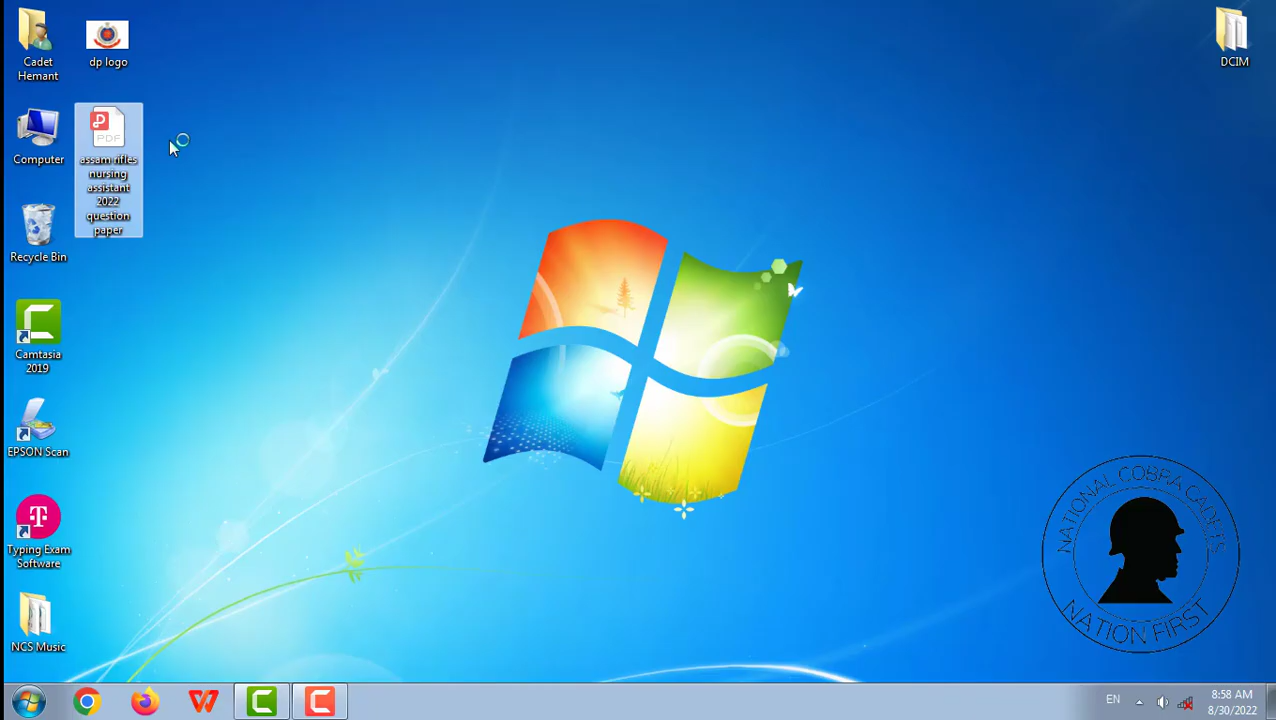 Cadet
Hemant
dp logo
DCIM
PDF
Computer
assam rifles
nursing
assistant
2022
question
paper
Recycle Bin
Camtasia
2019
EPSON Scan
T
Typing Exam
Software
NCS Music
NATIONAL COBRA CADETS
NATION FIRST
EN
8:58 AM
8/30/2022